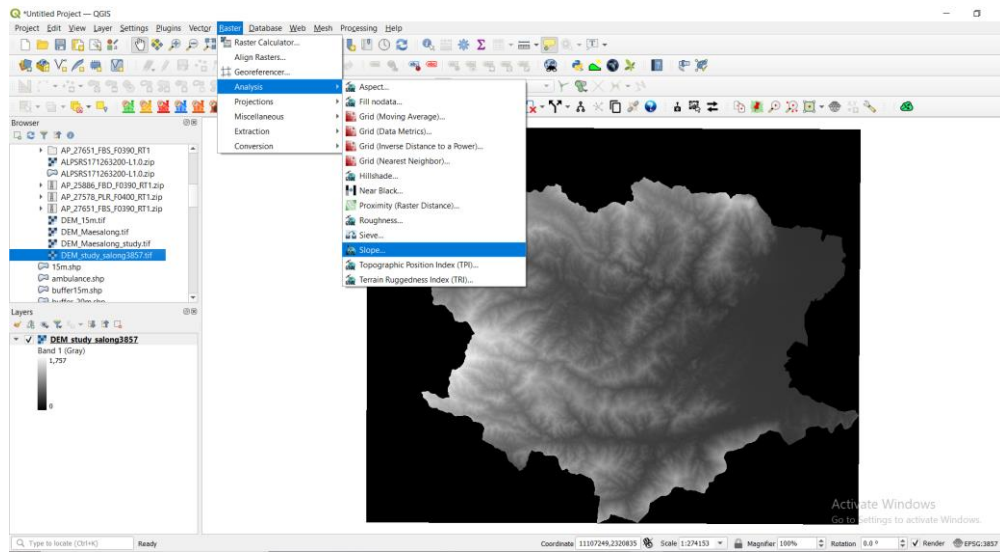 *Untitled Project — QGIS
Project Edit View Layer Settings Plugins Vector Raster Database Web Mesh Processing Help
Raster Calculator...
Align Rasters...
Georeferencer...
Analysis
Projections
Miscellaneous
Extraction
Conversion
Aspect...
Fill nodata...
Grid (Moving Average)...
Grid (Data Metrics)...
Grid (Inverse Distance to a Power)...
Grid (Nearest Neighbor)...
Hillshade...
Near Black...
Proximity (Raster Distance)...
Roughness...
Sieve...
Slope...
Topographic Position Index (TPI)...
Terrain Ruggedness Index (TRI)...
Browser
AP_27651_FBS_F0390_RT1
ALPSRS171263200-L1.0.zip
ALPSRS171263200-L1.0.zip
AP_25886_FBD_F0390_RT1.zip
AP_27578_PLR_F0400_RT1.zip
AP_27651_FBS_F0390_RT1.zip
DEM_15m.tif
DEM_Maesalong.tif
DEM_Maesalong_study.tif
DEM_study_salong3857.tif
15m.shp
ambulance.shp
buffer15m.shp
buffer_20m.shp
Layers
DEM_study_salong3857
Band 1 (Gray)
1,757
0
Activate Windows
Go to Settings to activate Windows.
Type to locate (Ctrl+K)
Ready
Coordinate 11107249,2320835
Scale 1:274153
Magnifier 100%
Rotation 0.0 °
Render
EPSG:3857